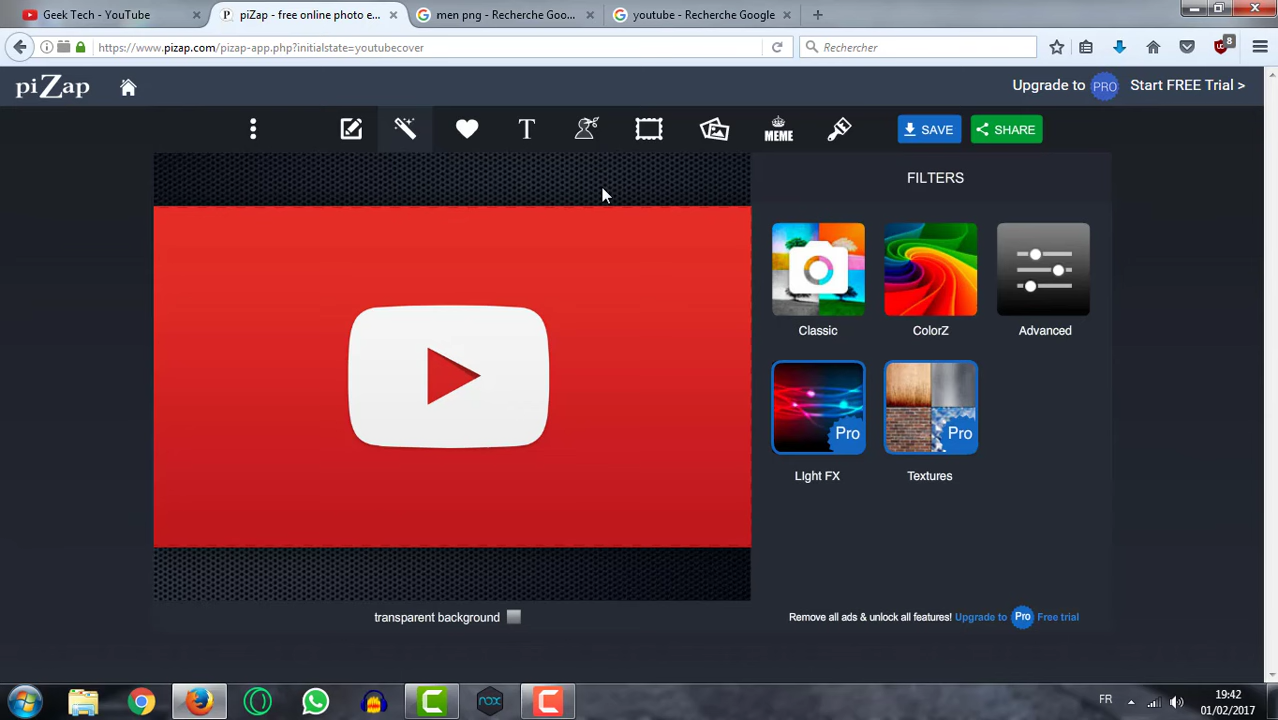 Geek Tech - YouTube
piZap - free online photo e...
men png - Recherche Goo...
youtube - Recherche Google
https://www.pizap.com/pizap-app.php?initialstate=youtubecover
Rechercher
8
piZap
Upgrade to PRO Start FREE Trial >
T
MEME
SAVE
SHARE
FILTERS
Classic
ColorZ
Advanced
Pro
Pro
LIght FX
Textures
transparent background
Remove all ads & unlock all features! Upgrade to Pro Free trial
nox
FR
19:42
01/02/2017